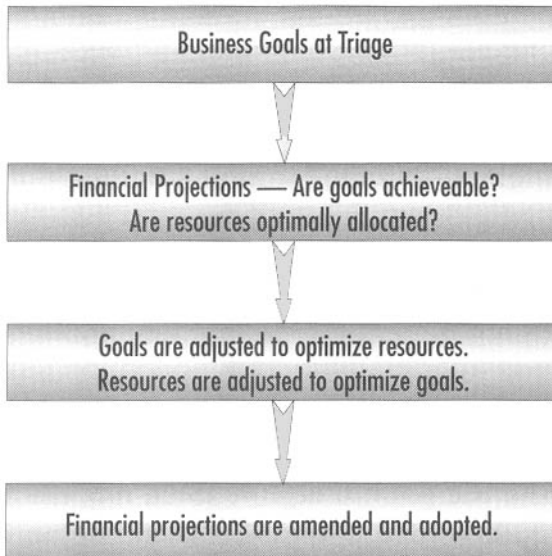 Business Goals at Triage
Financial Projections — Are goals achieveable?
Are resources optimally allocated?
Goals are adjusted to optimize resources.
Resources are adjusted to optimize goals.
Financial projections are amended and adopted.